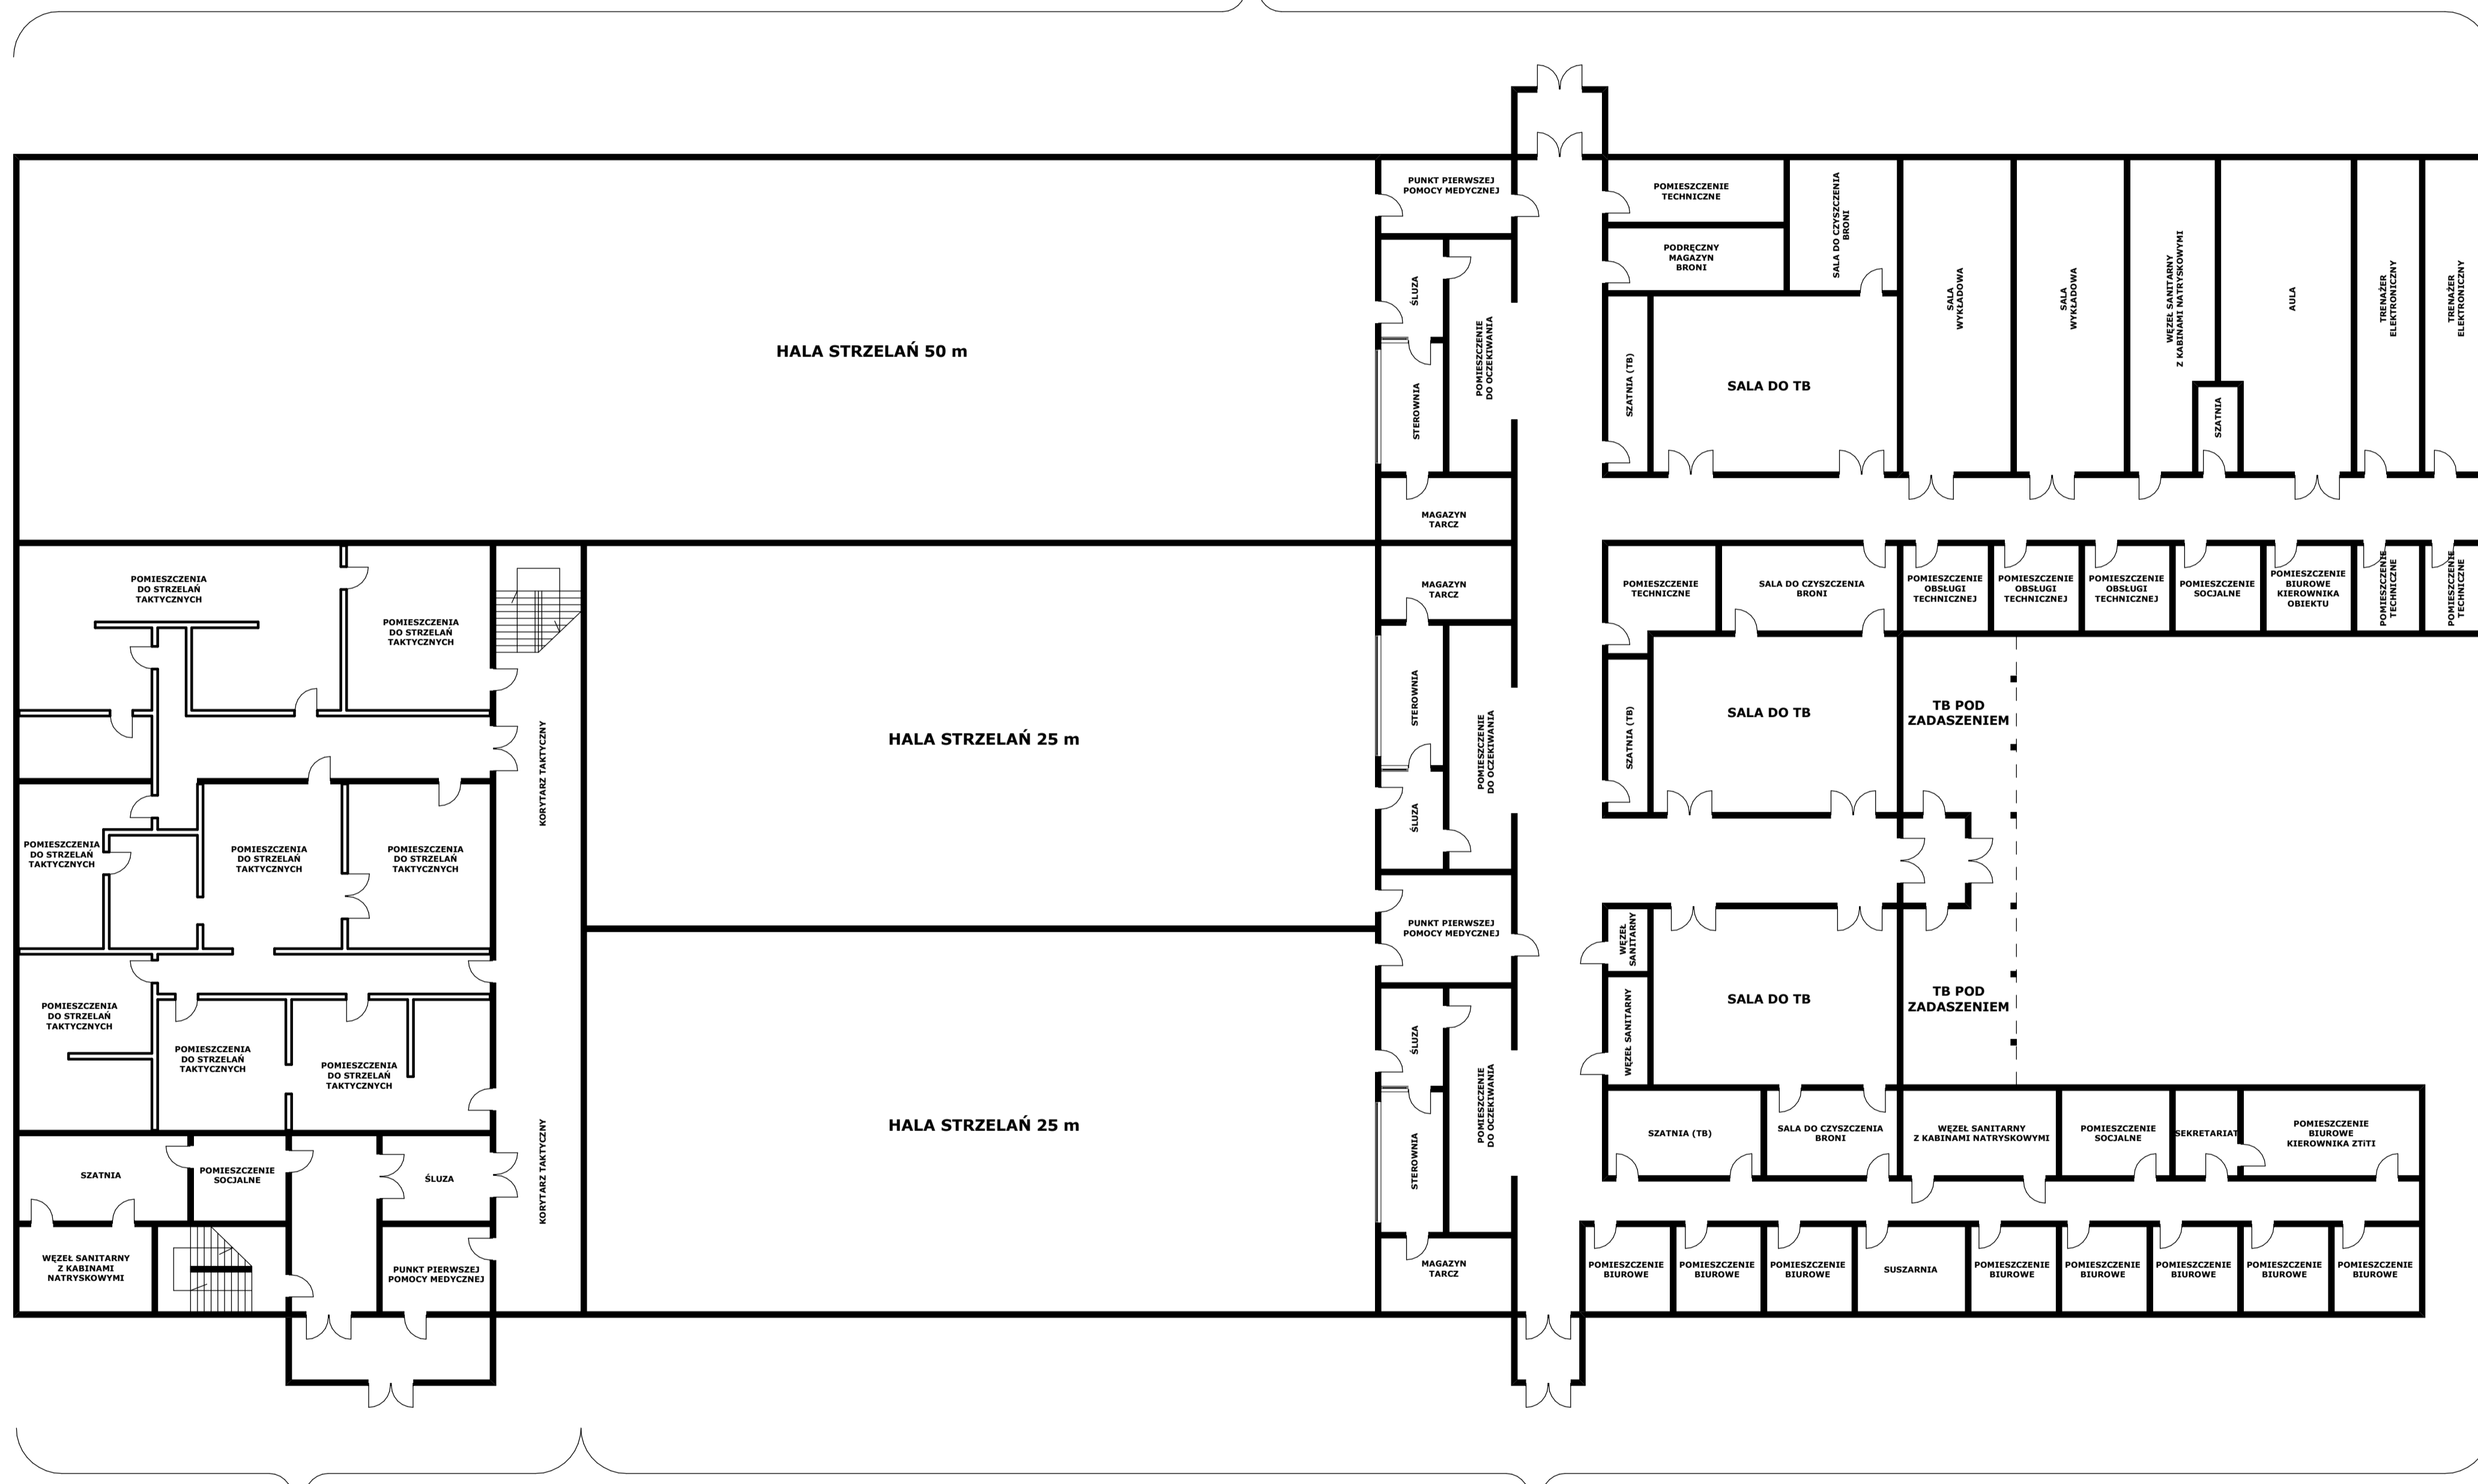 PUNKT PIERWSZEJ
POMOCY MEDYCZNEJ
POMIESZCZENIE
TECHNICZNE
SALA DO CZYSZCZENIA
BRONI
PODRĘCZNY
MAGAZYN
BRONI
HALA STRZELAŃ 50 m
ŚLUZA
STEROWNIA
POMIESZCZENIE
DO OCZEKIWANIA
SZATNIA (TB)
SALA DO TB
SALA
WYKŁADOWA
SALA
WYKŁADOWA
WĘZEŁ SANITARNY
Z KABINAMI NATRYSKOWYMI
SZATNIA
AULA
TRENAŻER
ELEKTRONICZNY
TRENAŻER
ELEKTRONICZNY
MAGAZYN
TARCZ
POMIESZCZENIA
DO STRZELAŃ
TAKTYCZNYCH
POMIESZCZENIA
DO STRZELAŃ
TAKTYCZNYCH
MAGAZYN
TARCZ
POMIESZCZENIE
TECHNICZNE
SALA DO CZYSZCZENIA
BRONI
POMIESZCZENIE
OBSŁUGI
TECHNICZNEJ
POMIESZCZENIE
OBSŁUGI
TECHNICZNEJ
POMIESZCZENIE
OBSŁUGI
TECHNICZNEJ
POMIESZCZENIE
SOCJALNE
POMIESZCZENIE
BIUROWE
KIEROWNIKA
OBIEKTU
POMIESZCZENIE
TECHNICZNE
POMIESZCZENIE
TECHNICZNE
KORYTARZ TAKTYCZNY
HALA STRZELAŃ 25 m
STEROWNIA
ŚLUZA
POMIESZCZENIE
DO OCZEKIWANIA
SZATNIA (TB)
SALA DO TB
TB POD
ZADASZENIEM
POMIESZCZENIA
DO STRZELAŃ
TAKTYCZNYCH
POMIESZCZENIA
DO STRZELAŃ
TAKTYCZNYCH
POMIESZCZENIA
DO STRZELAŃ
TAKTYCZNYCH
PUNKT PIERWSZEJ
POMOCY MEDYCZNEJ
WĘZEŁ
SANITARNY
WĘZEŁ SANITARNY
SALA DO TB
TB POD
ZADASZENIEM
POMIESZCZENIA
DO STRZELAŃ
TAKTYCZNYCH
POMIESZCZENIA
DO STRZELAŃ
TAKTYCZNYCH
POMIESZCZENIA
DO STRZELAŃ
TAKTYCZNYCH
HALA STRZELAŃ 25 m
ŚLUZA
STEROWNIA
POMIESZCZENIE
DO OCZEKIWANIA
SZATNIA (TB)
SALA DO CZYSZCZENIA
BRONI
WĘZEŁ SANITARNY
Z KABINAMI NATRYSKOWYMI
POMIESZCZENIE
SOCJALNE
SEKRETARIAT
POMIESZCZENIE
BIUROWE
KIEROWNIKA ZTiTI
SZATNIA
POMIESZCZENIE
SOCJALNE
ŚLUZA
KORYTARZ TAKTYCZNY
WĘZEŁ SANITARNY
Z KABINAMI
NATRYSKOWYMI
PUNKT PIERWSZEJ
POMOCY MEDYCZNEJ
MAGAZYN
TARCZ
POMIESZCZENIE
BIUROWE
POMIESZCZENIE
BIUROWE
POMIESZCZENIE
BIUROWE
SUSZARNIA
POMIESZCZENIE
BIUROWE
POMIESZCZENIE
BIUROWE
POMIESZCZENIE
BIUROWE
POMIESZCZENIE
BIUROWE
POMIESZCZENIE
BIUROWE